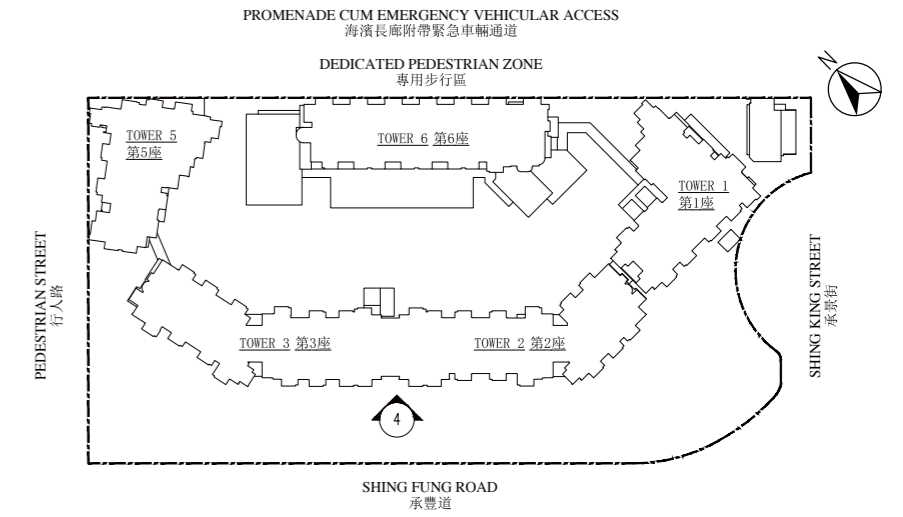 PROMENADE CUM EMERGENCY VEHICULAR ACCESS
海濱長廊附帶緊急車輛通道
DEDICATED PEDESTRIAN ZONE
專用步行區
N
TOWER 5
第5座
TOWER 6 第6座
TOWER 1
第1座
PEDESTRIAN STREET
行人路
SHING KING STREET
承景街
TOWER 3 第3座
TOWER 2 第2座
4
SHING FUNG ROAD
承豐道